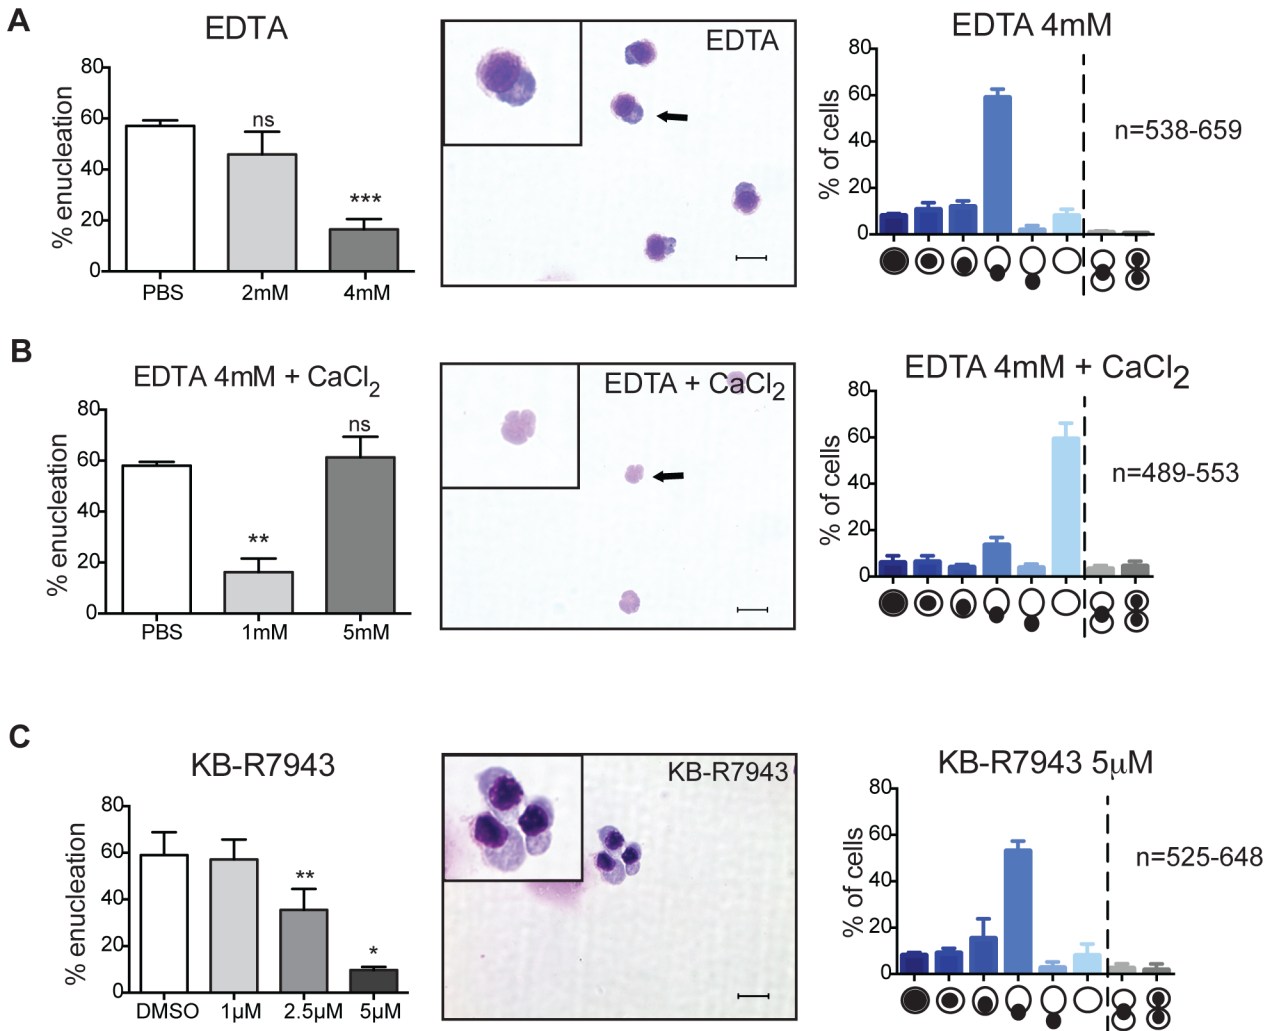 A
EDTA
% enucleation
80
60
40
20
0
ns
***
PBS
2mM
4mM
EDTA
EDTA 4mM
% of cells
80
60
40
20
0
n=538-659
B
EDTA 4mM + CaCl2
% enucleation
80
60
40
20
0
**
ns
PBS
1mM
5mM
EDTA + CaCl2
EDTA 4mM + CaCl2
% of cells
80
60
40
20
0
n=489-553
C
KB-R7943
% enucleation
80
60
40
20
0
**
*
DMSO
1µM
2.5µM
5µM
KB-R7943
KB-R7943 5µM
% of cells
80
60
40
20
0
n=525-648